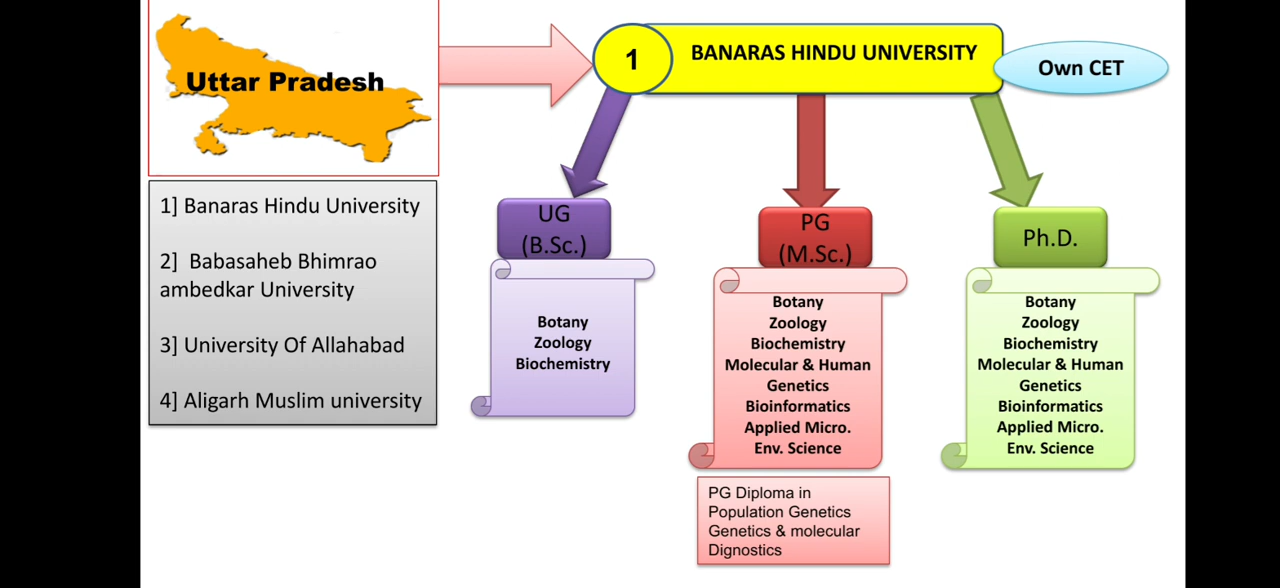 Uttar Pradesh
1] Banaras Hindu University
2]  Babasaheb Bhimrao
ambedkar University
3] University Of Allahabad
4] Aligarh Muslim university
1
BANARAS HINDU UNIVERSITY
Own CET
UG
(B.Sc.)
Botany
Zoology
Biochemistry
PG
(M.Sc.)
Botany
Zoology
Biochemistry
Molecular & Human
Genetics
Bioinformatics
Applied Micro.
Env. Science
PG Diploma in
Population Genetics
Genetics & molecular
Dignostics
Ph.D.
Botany
Zoology
Biochemistry
Molecular & Human
Genetics
Bioinformatics
Applied Micro.
Env. Science